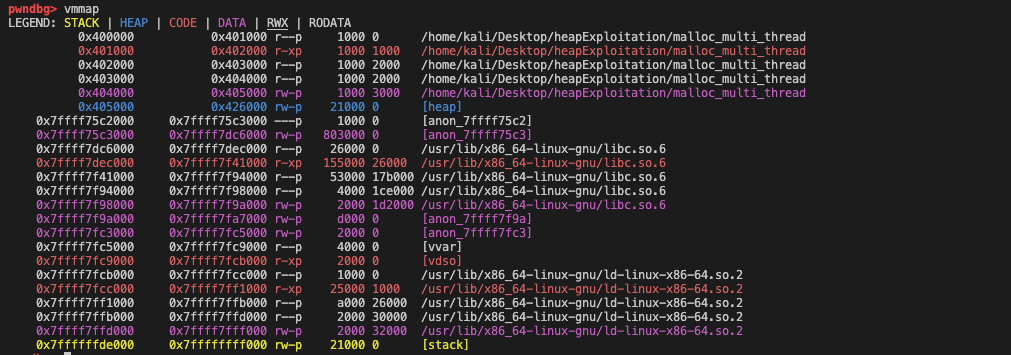 pwndbg> vmmap
LEGEND: STACK | HEAP | CODE | DATA | RWX | RODATA
0x400000 0x401000 r--p 1000 0 /home/kali/Desktop/heapExploitation/malloc_multi_thread
0x401000 0x402000 r-xp 1000 1000 /home/kali/Desktop/heapExploitation/malloc_multi_thread
0x402000 0x403000 r--p 1000 2000 /home/kali/Desktop/heapExploitation/malloc_multi_thread
0x403000 0x404000 r--p 1000 2000 /home/kali/Desktop/heapExploitation/malloc_multi_thread
0x404000 0x405000 rw-p 1000 3000 /home/kali/Desktop/heapExploitation/malloc_multi_thread
0x405000 0x426000 rw-p 21000 0 [heap]
0x7ffff75c2000 0x7ffff75c3000 ---p 1000 0 [anon_7ffff75c2]
0x7ffff75c3000 0x7ffff7dc6000 rw-p 803000 0 [anon_7ffff75c3]
0x7ffff7dc6000 0x7ffff7dec000 r--p 26000 0 /usr/lib/x86_64-linux-gnu/libc.so.6
0x7ffff7dec000 0x7ffff7f41000 r-xp 155000 26000 /usr/lib/x86_64-linux-gnu/libc.so.6
0x7ffff7f41000 0x7ffff7f94000 r--p 53000 17b000 /usr/lib/x86_64-linux-gnu/libc.so.6
0x7ffff7f94000 0x7ffff7f98000 r--p 4000 1ce000 /usr/lib/x86_64-linux-gnu/libc.so.6
0x7ffff7f98000 0x7ffff7f9a000 rw-p 2000 1d2000 /usr/lib/x86_64-linux-gnu/libc.so.6
0x7ffff7f9a000 0x7ffff7fa7000 rw-p d000 0 [anon_7ffff7f9a]
0x7ffff7fc3000 0x7ffff7fc5000 rw-p 2000 0 [anon_7ffff7fc3]
0x7ffff7fc5000 0x7ffff7fc9000 r--p 4000 0 [vvar]
0x7ffff7fc9000 0x7ffff7fcb000 r-xp 2000 0 [vdso]
0x7ffff7fcb000 0x7ffff7fcc000 r--p 1000 0 /usr/lib/x86_64-linux-gnu/ld-linux-x86-64.so.2
0x7ffff7fcc000 0x7ffff7ff1000 r-xp 25000 1000 /usr/lib/x86_64-linux-gnu/ld-linux-x86-64.so.2
0x7ffff7ff1000 0x7ffff7ffb000 r--p a000 26000 /usr/lib/x86_64-linux-gnu/ld-linux-x86-64.so.2
0x7ffff7ffb000 0x7ffff7ffd000 r--p 2000 30000 /usr/lib/x86_64-linux-gnu/ld-linux-x86-64.so.2
0x7ffff7ffd000 0x7ffff7fff000 rw-p 2000 32000 /usr/lib/x86_64-linux-gnu/ld-linux-x86-64.so.2
0x7ffffffde000 0x7ffffffff000 rw-p 21000 0 [stack]